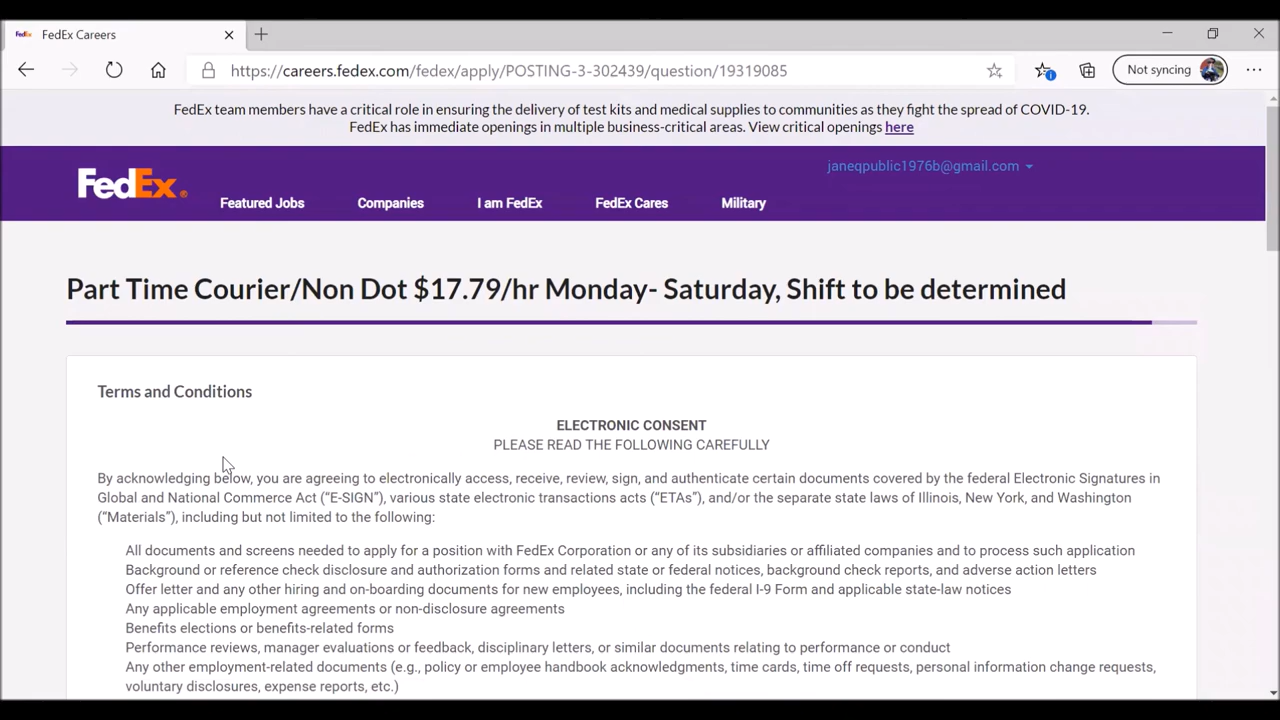 FedEx Careers
https://careers.fedex.com/fedex/apply/POSTING-3-302439/question/19319085
Not syncing
FedEx team members have a critical role in ensuring the delivery of test kits and medical supplies to communities as they fight the spread of COVID-19.
FedEx has immediate openings in multiple business-critical areas. View critical openings here
janeqpublic1976b@gmail.com
FedEx®
Featured Jobs Companies I am FedEx FedEx Cares Military
Part Time Courier/Non Dot $17.79/hr Monday- Saturday, Shift to be determined
Terms and Conditions
ELECTRONIC CONSENT
PLEASE READ THE FOLLOWING CAREFULLY
By acknowledging below, you are agreeing to electronically access, receive, review, sign, and authenticate certain documents covered by the federal Electronic Signatures in
Global and National Commerce Act (“E-SIGN”), various state electronic transactions acts (“ETAs”), and/or the separate state laws of Illinois, New York, and Washington
(“Materials”), including but not limited to the following:
All documents and screens needed to apply for a position with FedEx Corporation or any of its subsidiaries or affiliated companies and to process such application
Background or reference check disclosure and authorization forms and related state or federal notices, background check reports, and adverse action letters
Offer letter and any other hiring and on-boarding documents for new employees, including the federal I-9 Form and applicable state-law notices
Any applicable employment agreements or non-disclosure agreements
Benefits elections or benefits-related forms
Performance reviews, manager evaluations or feedback, disciplinary letters, or similar documents relating to performance or conduct
Any other employment-related documents (e.g., policy or employee handbook acknowledgments, time cards, time off requests, personal information change requests,
voluntary disclosures, expense reports, etc.)